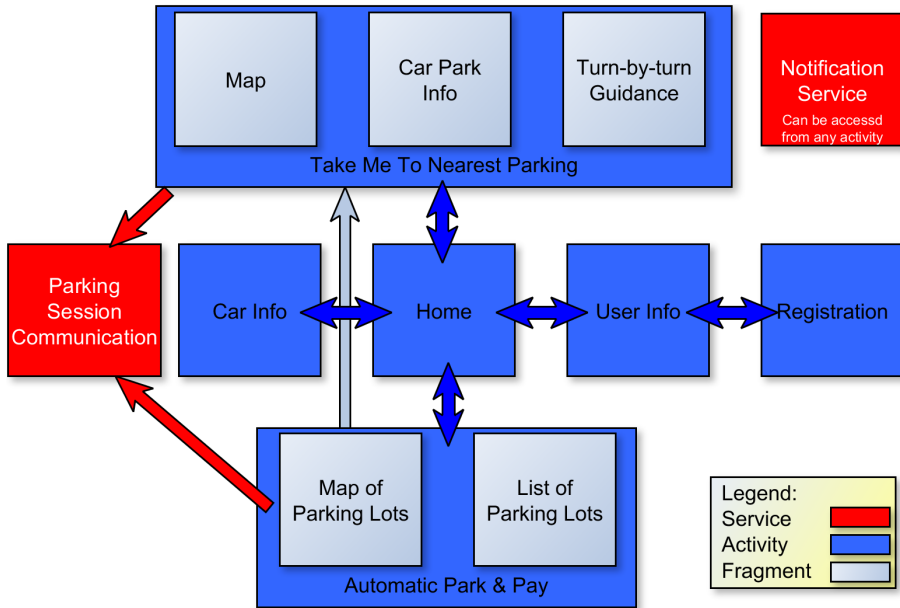 Map
Car Park
Info
Turn-by-turn
Guidance
Take Me To Nearest Parking
Notification
Service
Can be accessd
from any activity
Parking
Session
Communication
Car Info
Home
User Info
Registration
Map of
Parking Lots
List of
Parking Lots
Automatic Park & Pay
Legend:
Service
Activity
Fragment